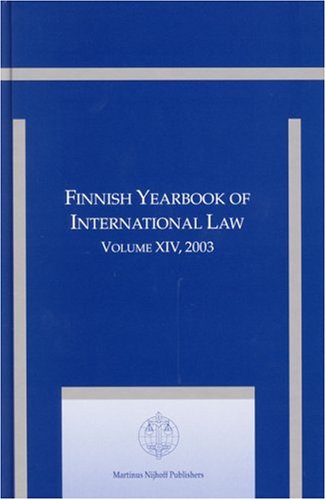 FINNISH YEARBOOK OF
INTERNATIONAL LAW
VOLUME XIV, 2003
Martinus Nijhoff Publishers